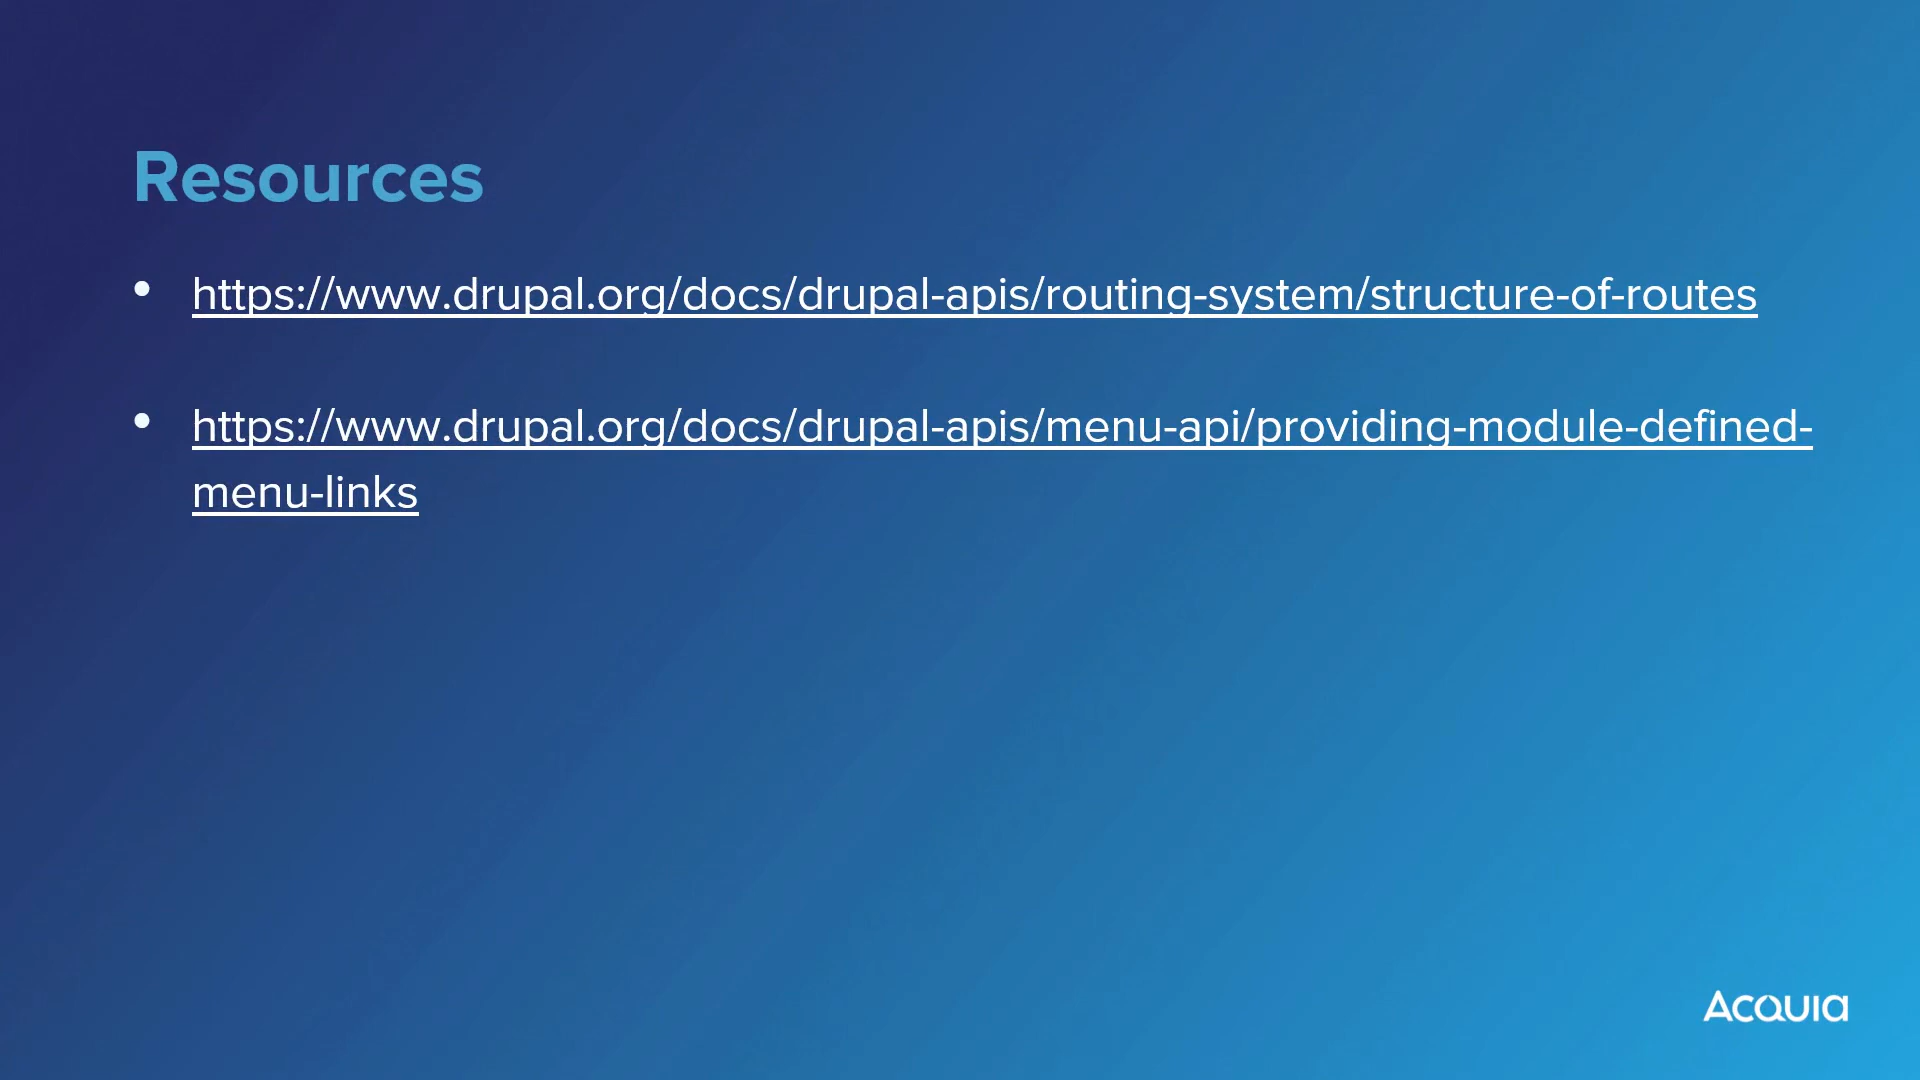 Resources
• https://www.drupal.org/docs/drupal-apis/routing-system/structure-of-routes
• https://www.drupal.org/docs/drupal-apis/menu-api/providing-module-defined-
menu-links
Acquia